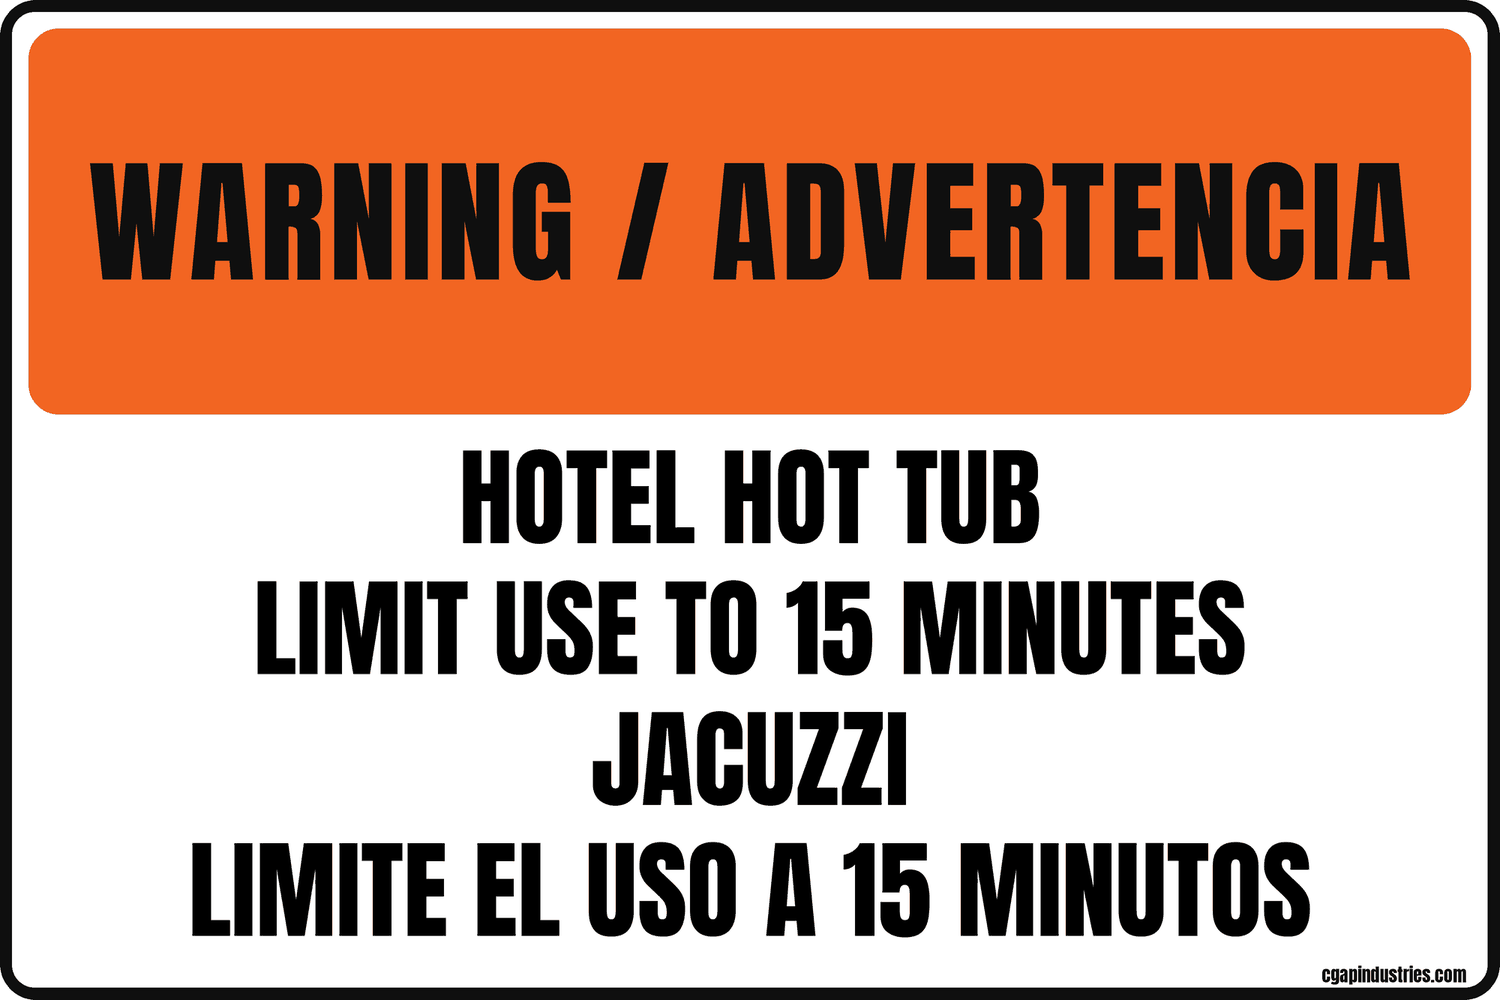 WARNING / ADVERTENCIA
HOTEL HOT TUB
LIMIT USE TO 15 MINUTES
JACUZZI
LIMITE EL USO A 15 MINUTOS
cgapindustries.com